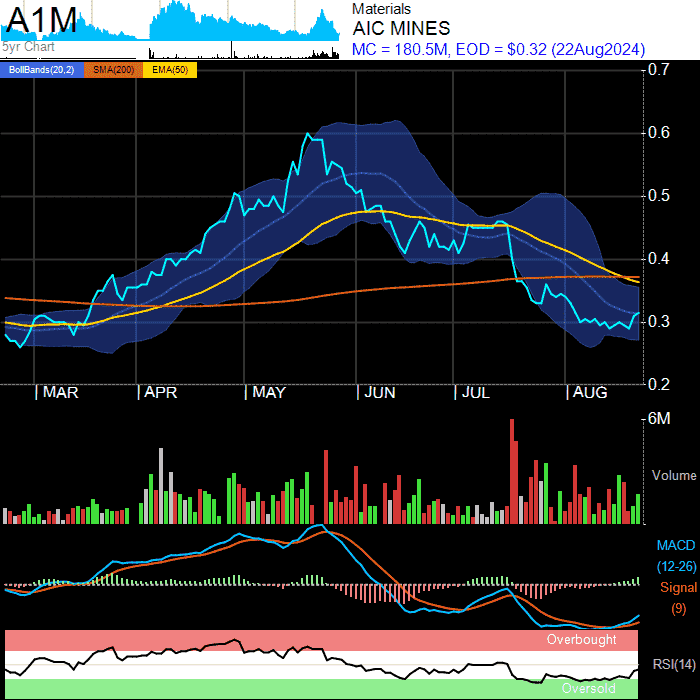 A1M
5yr Chart
Materials
AIC MINES
MC = 180.5M, EOD = $0.32 (22Aug2024)
BollBands(20,2) SMA(200) EMA(50)
0.7
0.6
0.5
0.4
0.3
0.2
MAR APR MAY JUN JUL AUG
6M
Volume
MACD
(12-26)
Signal
(9)
Overbought
RSI(14)
Oversold